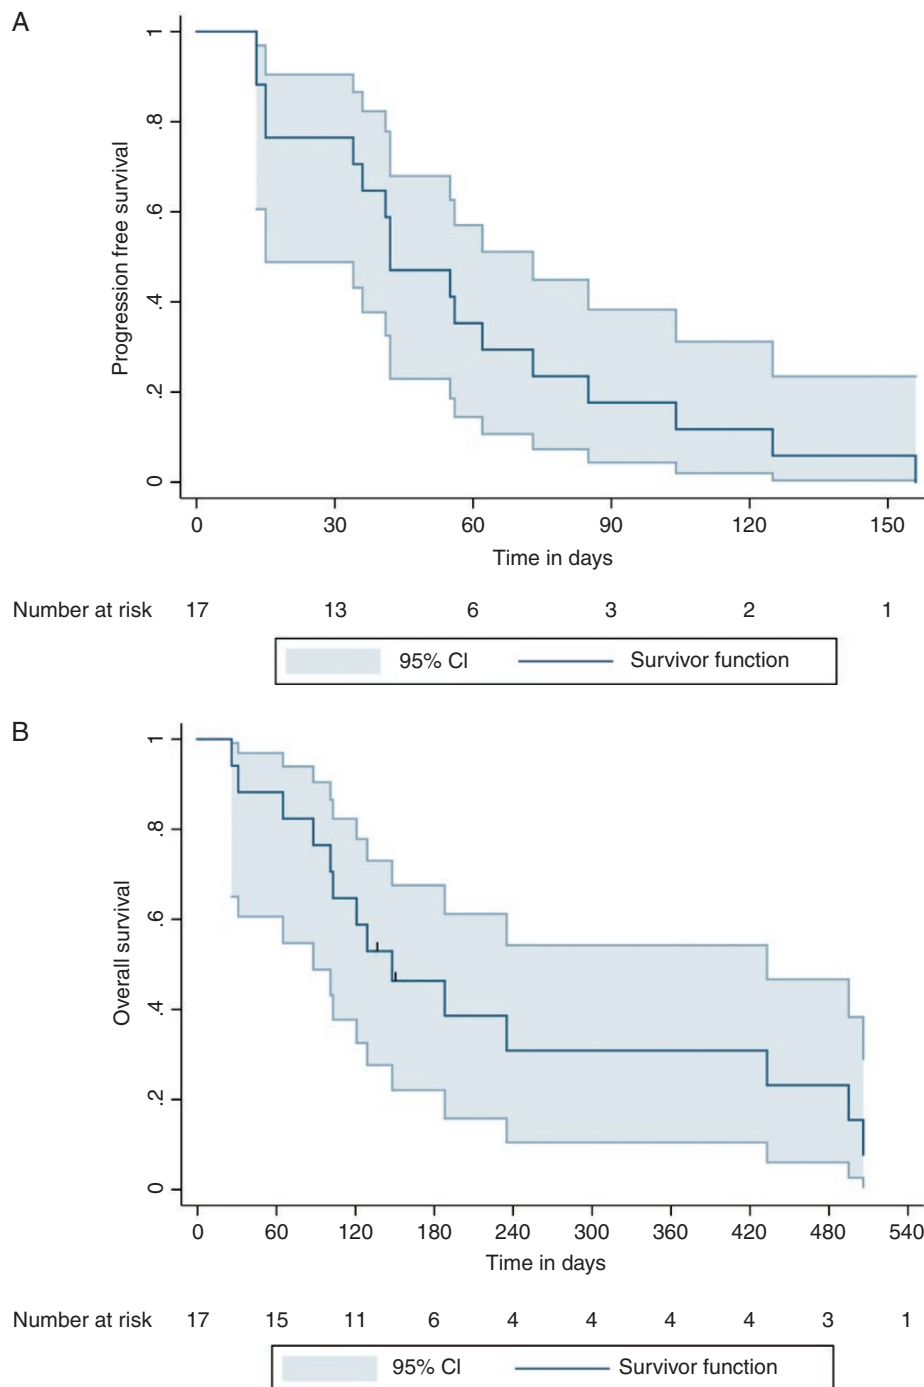 A
Progression free survival
1
.8
.6
.4
.2
0
0 30 60 90 120 150
Time in days
Number at risk 17 13 6 3 2 1
95% CI Survivor function
B
Overall survival
1
.8
.6
.4
.2
0
0 60 120 180 240 300 360 420 480 540
Time in days
Number at risk 17 15 11 6 4 4 4 4 3 1
95% CI Survivor function